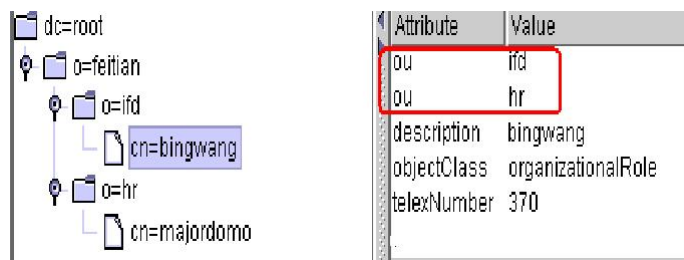 dc=root
o=feitian
o=ifd
cn=bingwang
o=hr
cn=majordomo
Attribute Value
ou ifd
ou hr
description bingwang
objectClass organizationalRole
telexNumber 370